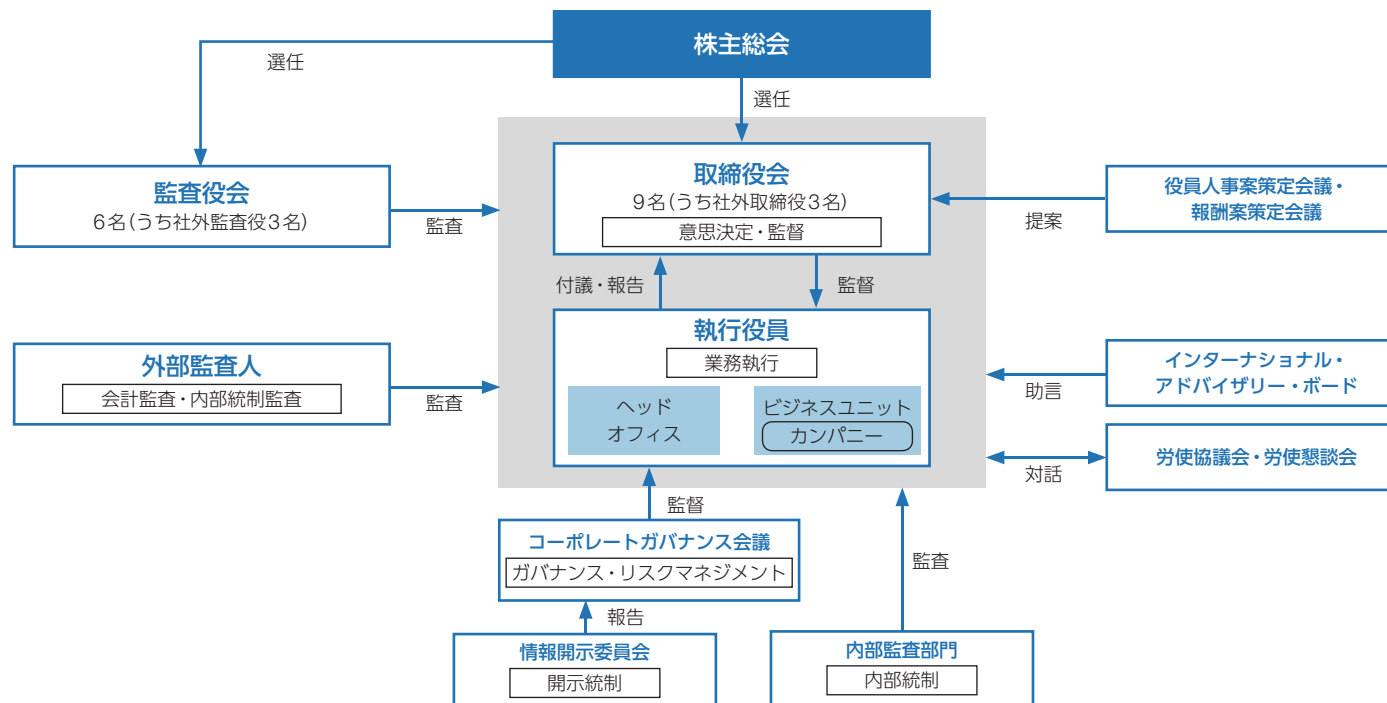 株主総会
選任
選任
監査役会
6名(うち社外監査役3名)
監査
取締役会
9名(うち社外取締役3名)
意思決定・監督
提案
役員人事案策定会議・
報酬案策定会議
付議・報告
監督
外部監査人
会計監査・内部統制監査
監査
執行役員
業務執行
ヘッド
オフィス
ビジネスユニット
カンパニー
助言
インターナショナル・
アドバイザリー・ボード
対話
労使協議会・労使懇談会
監督
コーポレートガバナンス会議
ガバナンス・リスクマネジメント
監査
報告
情報開示委員会
開示統制
内部監査部門
内部統制